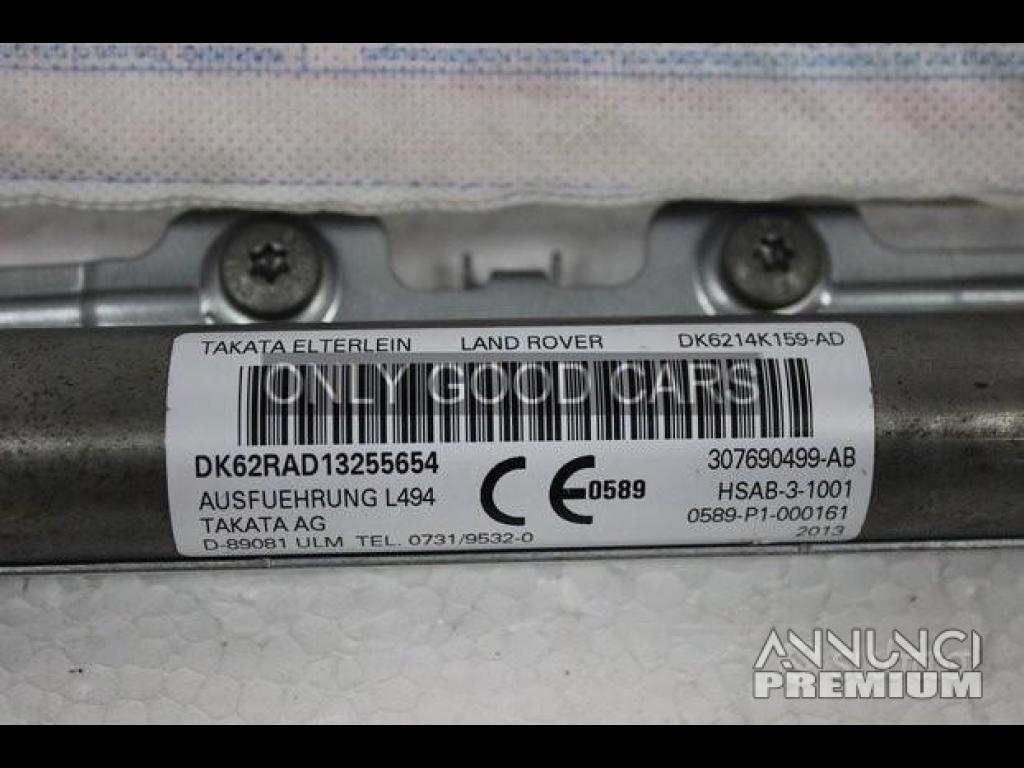 TAKATA ELTERLEIN LAND ROVER DK6214K159-AD
ONLY GOOD CARS
DK62RAD13255654 307690499-AB
AUSFUEHRUNG L494 CE 0589 HSAB-3-1001
TAKATA AG 0589-P1-000161
D-89081 ULM TEL. 0731/9532-0 2013
ANNUNCI
PREMIUM